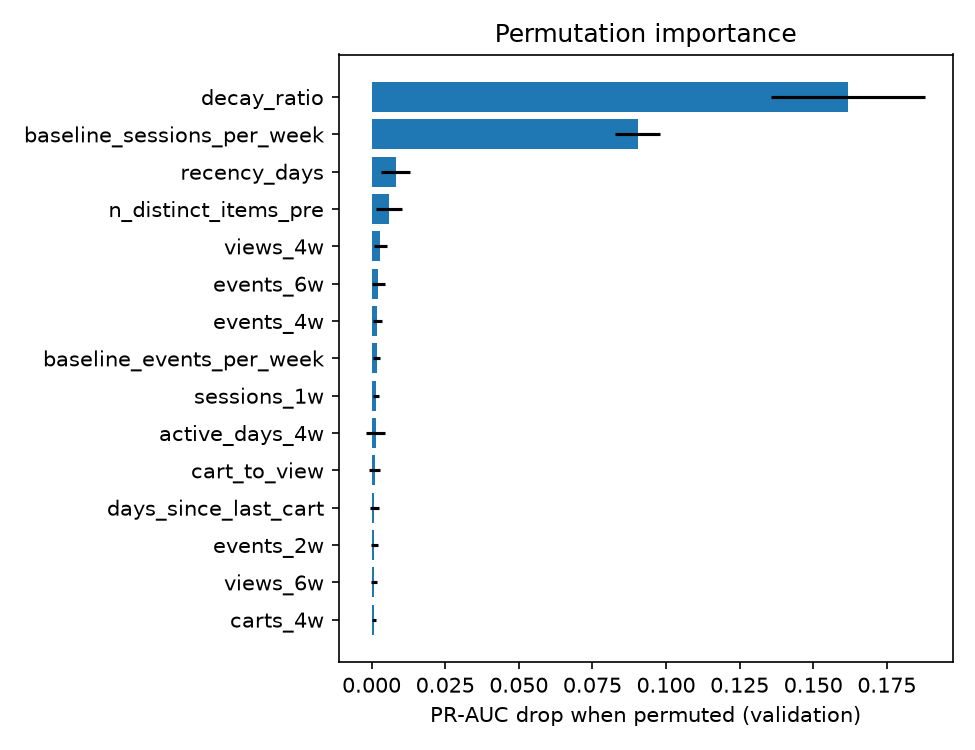 Permutation importance
decay_ratio
baseline_sessions_per_week
recency_days
n_distinct_items_pre
views_4w
events_6w
events_4w
baseline_events_per_week
sessions_1w
active_days_4w
cart_to_view
days_since_last_cart
events_2w
views_6w
carts_4w
0.000 0.025 0.050 0.075 0.100 0.125 0.150 0.175
PR-AUC drop when permuted (validation)